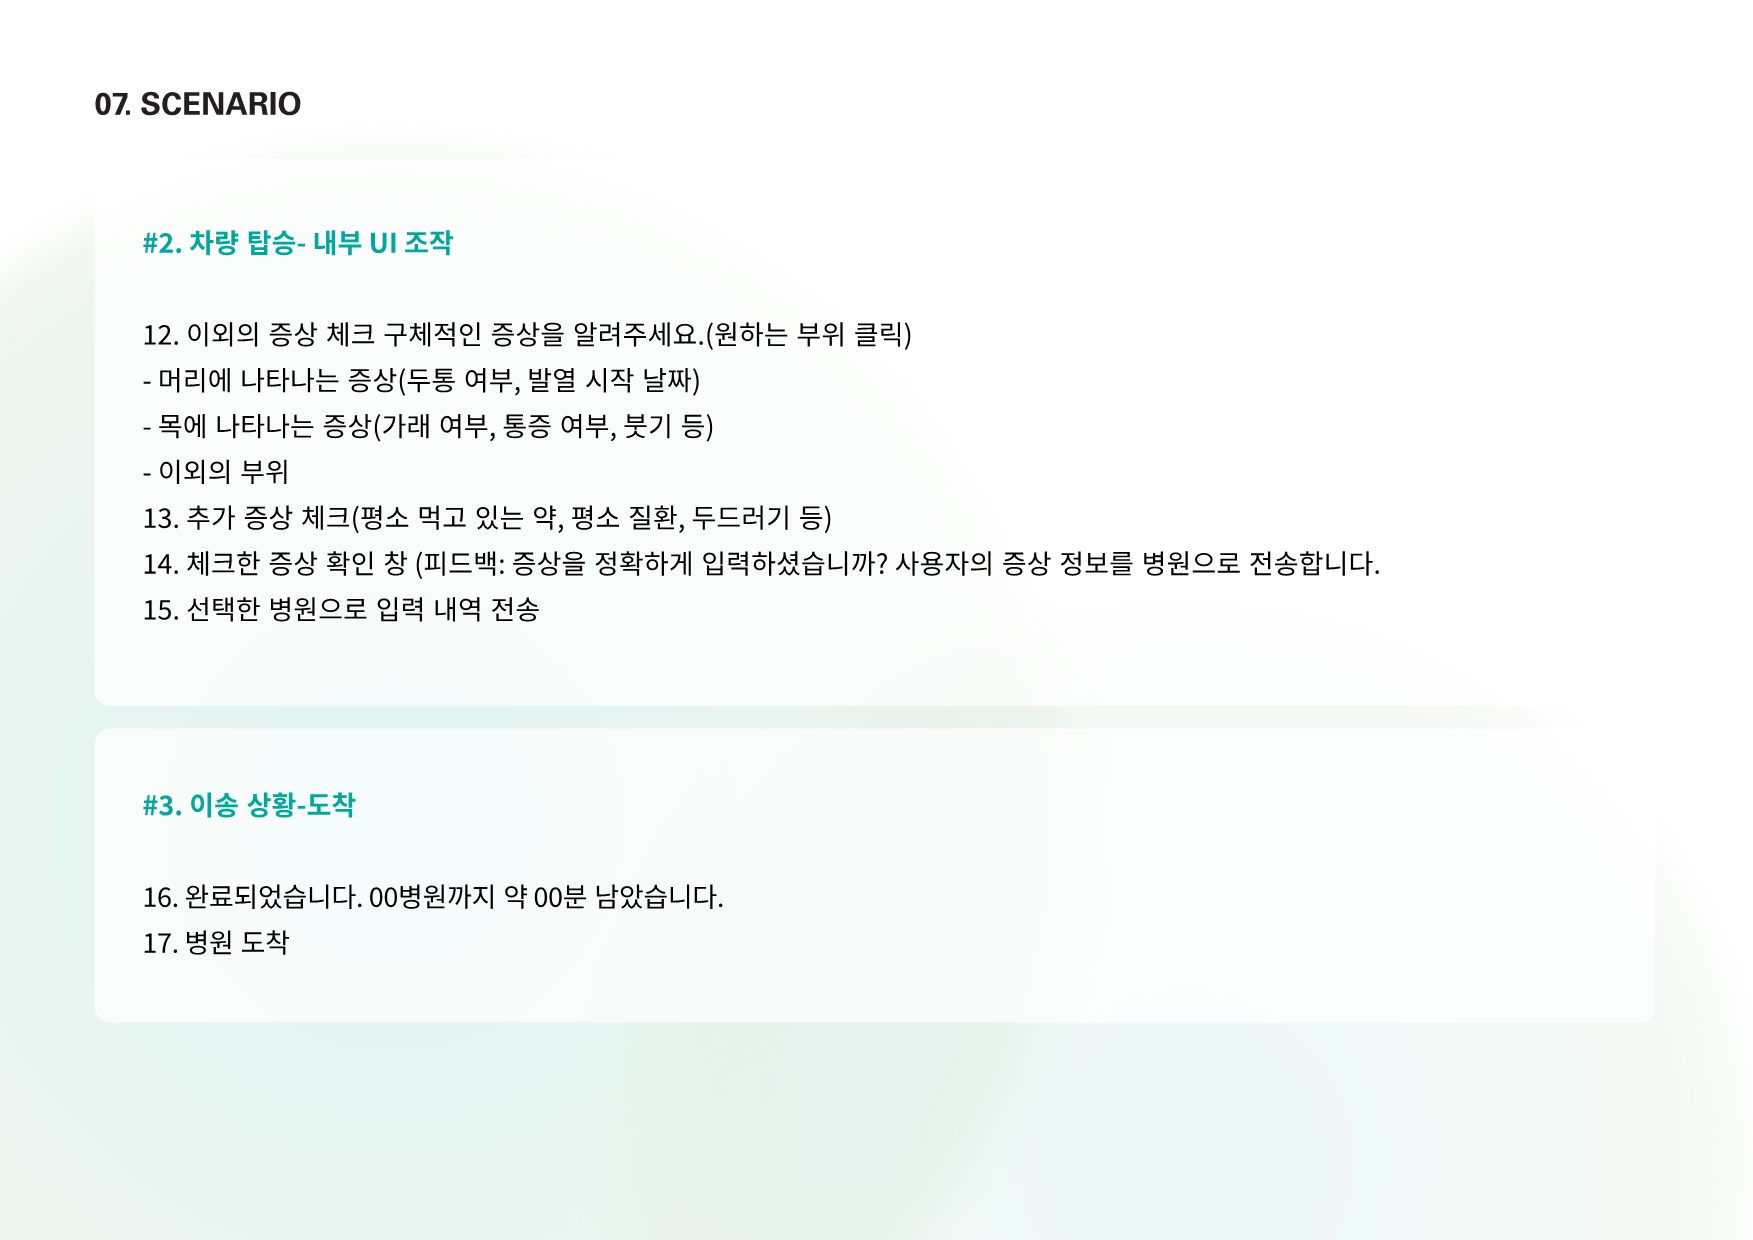 07. SCENARIO
#2. 차량 탑승- 내부 UI 조작
12. 이외의 증상 체크 구체적인 증상을 알려주세요.(원하는 부위 클릭)
- 머리에 나타나는 증상(두통 여부, 발열 시작 날짜)
- 목에 나타나는 증상(가래 여부, 통증 여부, 붓기 등)
- 이외의 부위
13. 추가 증상 체크(평소 먹고 있는 약, 평소 질환, 두드러기 등)
14. 체크한 증상 확인 창 (피드백: 증상을 정확하게 입력하셨습니까? 사용자의 증상 정보를 병원으로 전송합니다.
15. 선택한 병원으로 입력 내역 전송
#3. 이송 상황-도착
16. 완료되었습니다. 00병원까지 약 00분 남았습니다.
17. 병원 도착